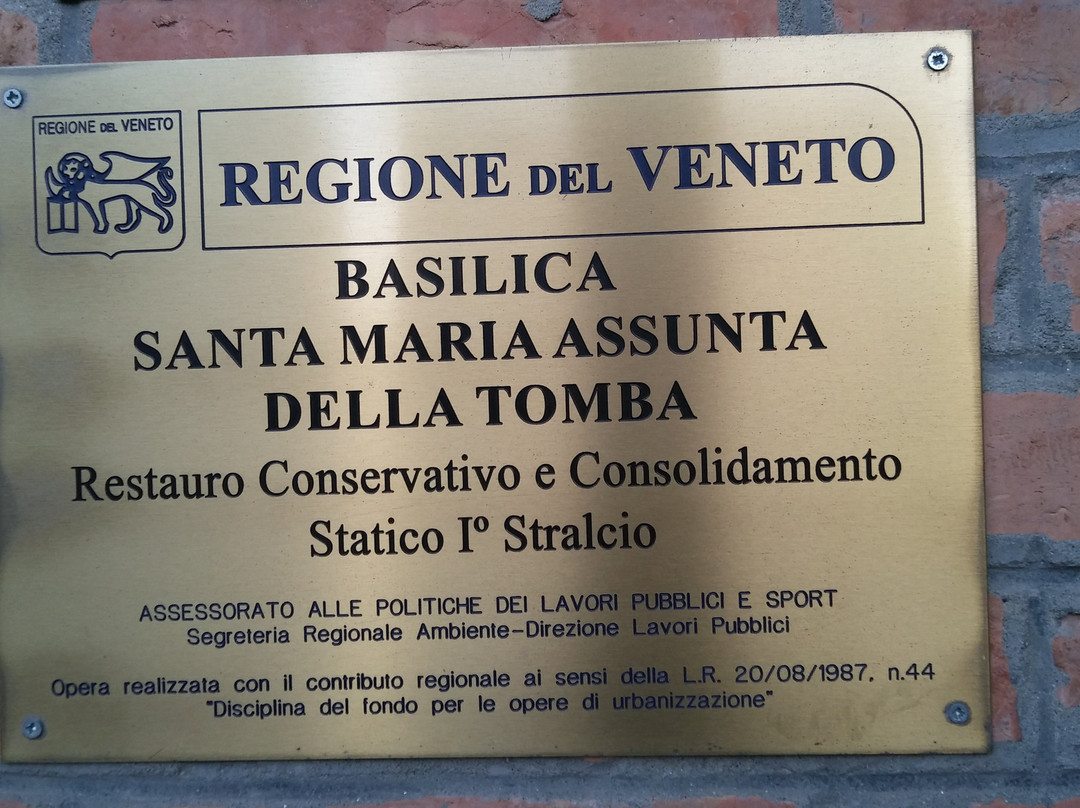 REGIONE DEL VENETO
REGIONE DEL VENETO
BASILICA
SANTA MARIA ASSUNTA
DELLA TOMBA
Restauro Conservativo e Consolidamento
Statico Iº Stralcio
ASSESSORATO ALLE POLITICHE DEI LAVORI PUBBLICI E SPORT
Segreteria Regionale Ambiente-Direzione Lavori Pubblici
Opera realizzata con il contributo regionale ai sensi della L.R. 20/08/1987, n.44
"Disciplina del fondo per le opere di urbanizzazione"